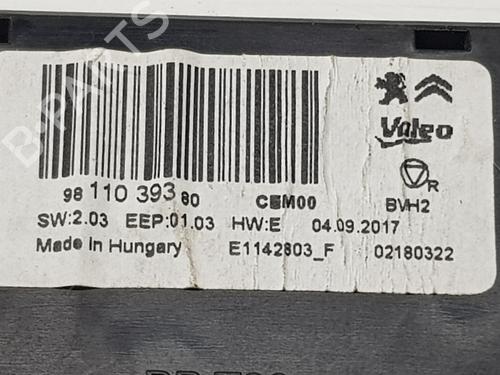 Valeo
R
98 110 393 80 CEM00 BVH2
SW:2.03 EEP:01.03 HW:E 04.09.2017
Made in Hungary E1142803_F 02180322
B-PARTS